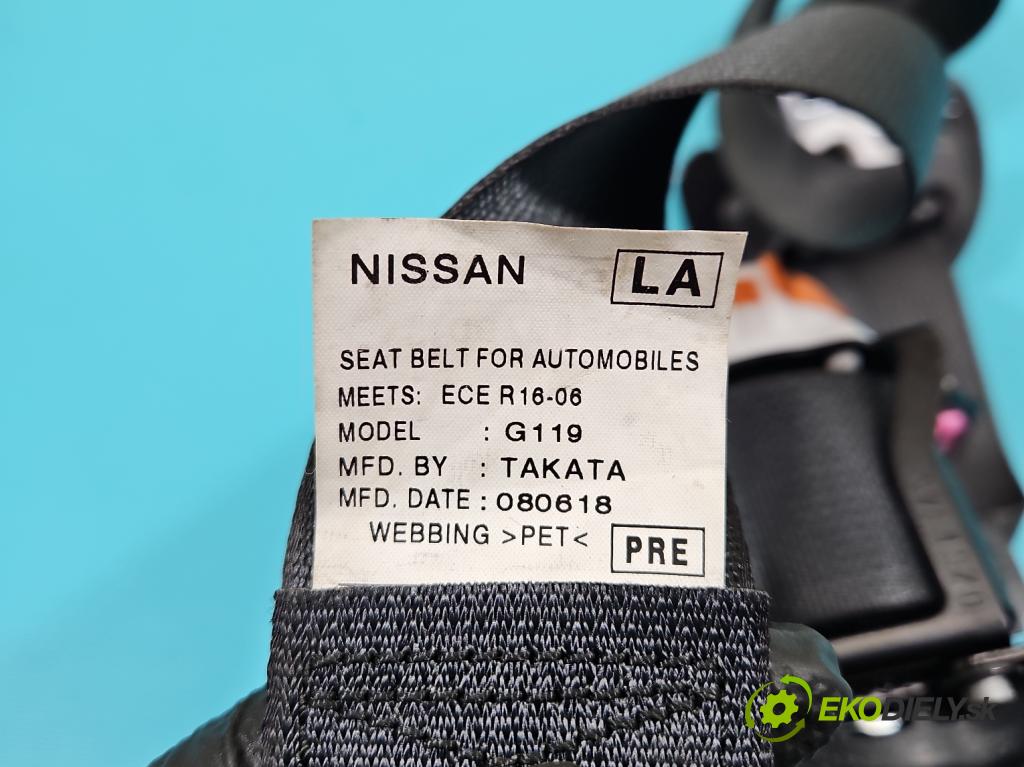 NISSAN LA
SEAT BELT FOR AUTOMOBILES
MEETS: ECE R16-06
MODEL : G119
MFD. BY : TAKATA
MFD. DATE : 080618
WEBBING >PET< PRE
TAKATA
EKODIELY.sk